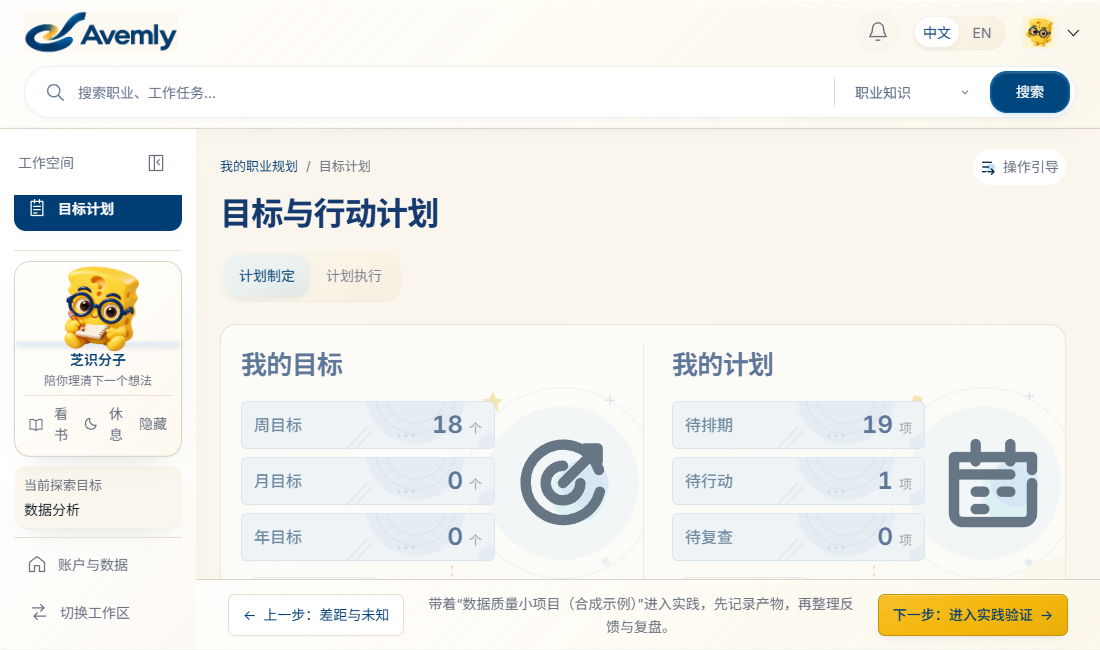 Avemly
中文 EN
搜索职业、工作任务...
职业知识
搜索
工作空间
目标计划
芝识分子
陪你理清下一个想法
看书
休息
隐藏
当前探索目标
数据分析
账户与数据
切换工作区
我的职业规划 / 目标计划
操作引导
目标与行动计划
计划制定 计划执行
我的目标
周目标 18 个
月目标 0 个
年目标 0 个
我的计划
待排期 19 项
待行动 1 项
待复查 0 项
← 上一步：差距与未知
带着“数据质量小项目（合成示例）”进入实践，先记录产物，再整理反
馈与复盘。
下一步：进入实践验证 →